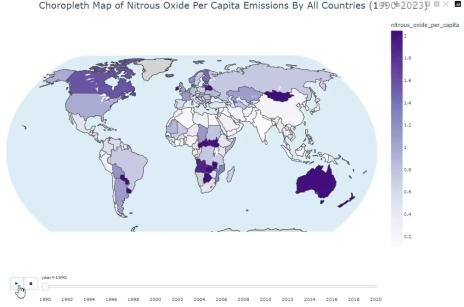 Choropleth Map of Nitrous Oxide Per Capita Emissions By All Countries (1990-2023)
nitrous_oxide_per_capita
2
1.8
1.6
1.4
1.2
1
0.8
0.6
0.4
0.2
year=1990
1990 1992 1994 1996 1998 2000 2002 2004 2006 2008 2010 2012 2014 2016 2018 2020